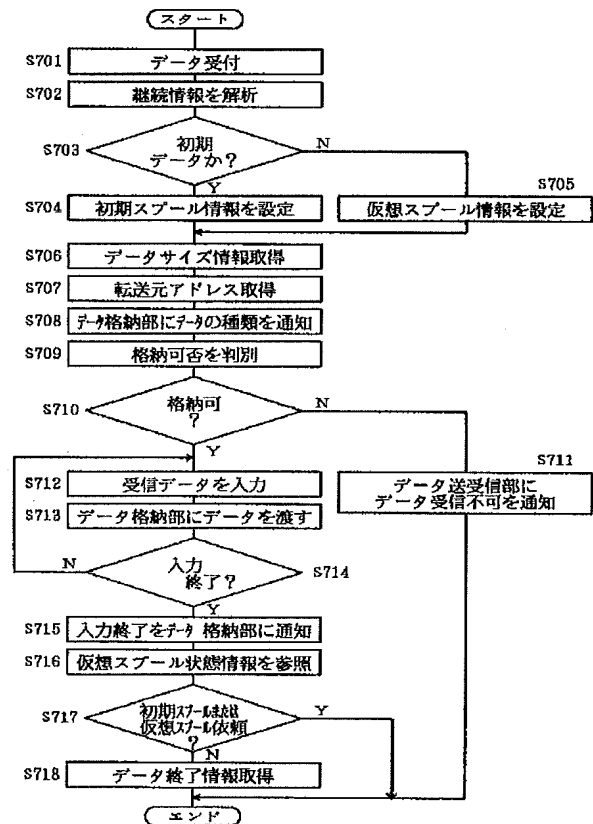 スタート
S701
データ受付
S702
継続情報を解析
S703
初期
データか？
N
Y
S704
初期スプール情報を設定
S705
仮想スプール情報を設定
S706
データサイズ情報取得
S707
転送元アドレス取得
S708
データ格納部にデータの種類を通知
S709
格納可否を判別
S710
格納可
？
N
Y
S711
データ送受信部に
データ受信不可を通知
S712
受信データを入力
S713
データ格納部にデータを渡す
N
入力
終了？
S714
Y
S715
入力終了をデータ 格納部に通知
S716
仮想スプール状態情報を参照
S717
初期スプールまたは
仮想スプール依頼
？
Y
N
S718
データ終了情報取得
エンド